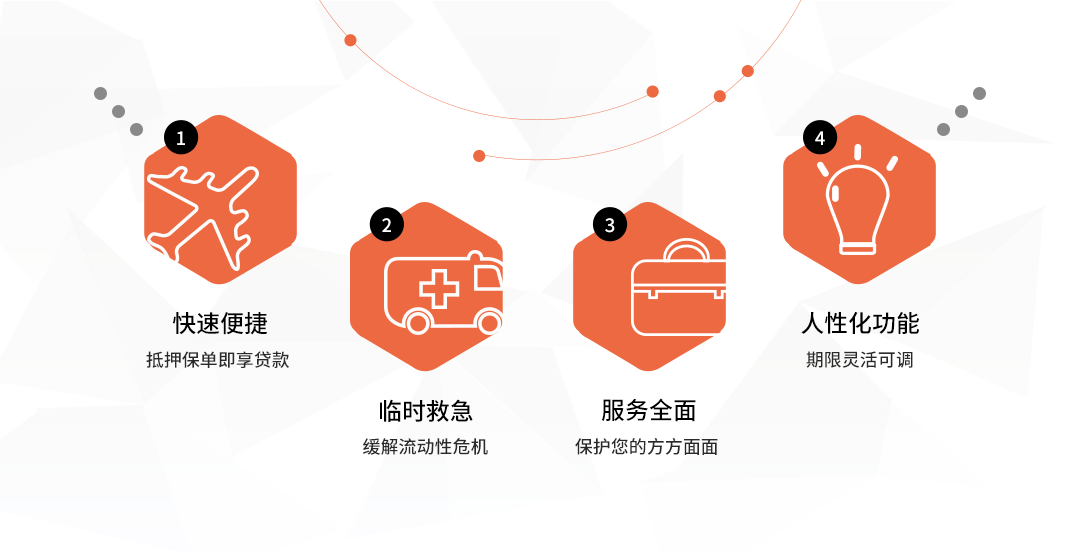 1
快速便捷
抵押保单即享贷款
2
临时救急
缓解流动性危机
3
服务全面
保护您的方方面面
4
人性化功能
期限灵活可调